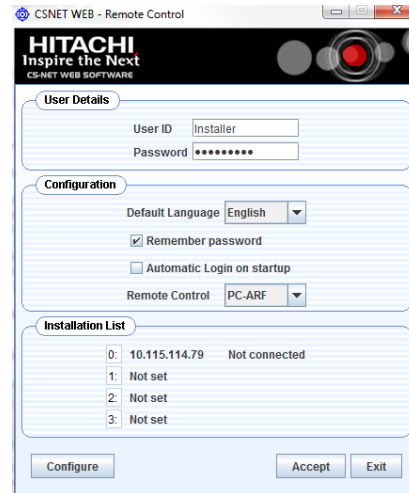 CSNET WEB - Remote Control
HITACHI
Inspire the Next
CS-NET WEB SOFTWARE
User Details
User ID Installer
Password •••••••••
Configuration
Default Language English
Remember password
Automatic Login on startup
Remote Control PC-ARF
Installation List
0: 10.115.114.79 Not connected
1: Not set
2: Not set
3: Not set
Configure Accept Exit